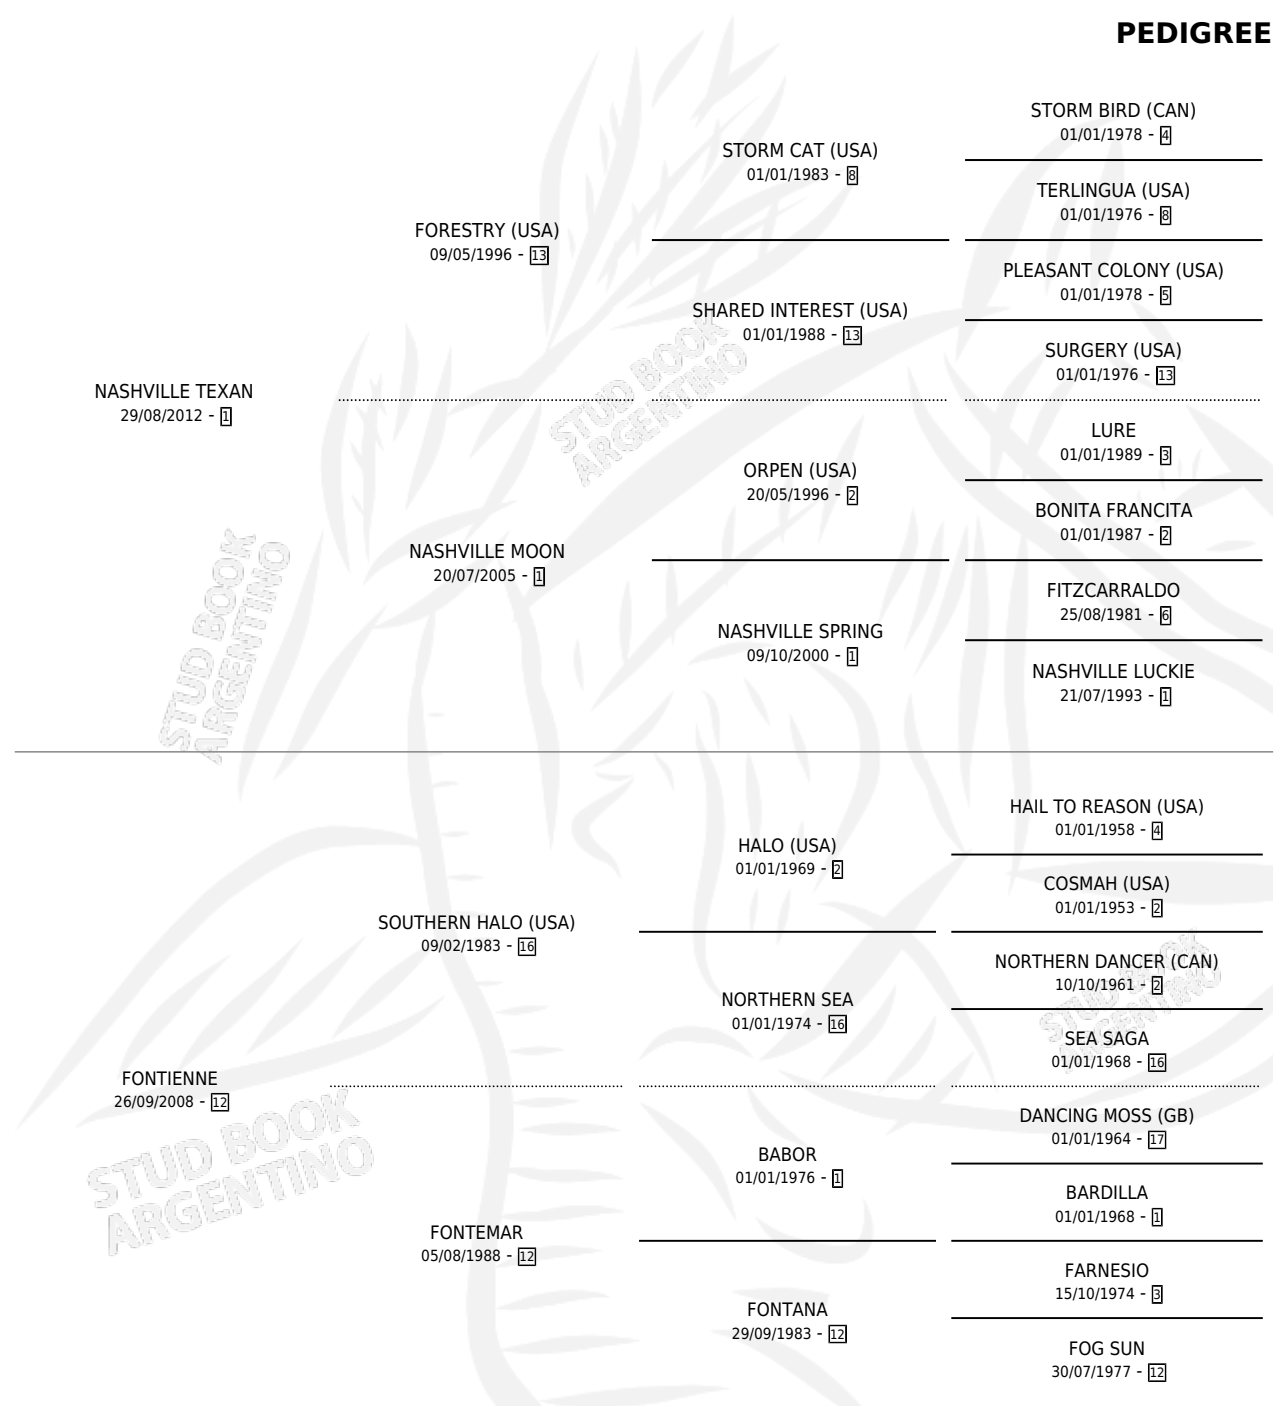 PEDIGREE
STORM BIRD (CAN)
01/01/1978 - 4
STORM CAT (USA)
01/01/1983 - 8
TERLINGUA (USA)
01/01/1976 - 8
FORESTRY (USA)
09/05/1996 - 13
PLEASANT COLONY (USA)
01/01/1978 - 5
SHARED INTEREST (USA)
01/01/1988 - 13
SURGERY (USA)
01/01/1976 - 13
NASHVILLE TEXAN
29/08/2012 - 1
STUD BOOK
ARGENTINO
LURE
01/01/1989 - 3
ORPEN (USA)
20/05/1996 - 2
BONITA FRANCITA
01/01/1987 - 2
NASHVILLE MOON
20/07/2005 - 1
FITZCARRALDO
25/08/1981 - 6
NASHVILLE SPRING
09/10/2000 - 1
NASHVILLE LUCKIE
21/07/1993 - 1
STUD BOOK
ARGENTINO
HAIL TO REASON (USA)
01/01/1958 - 4
HALO (USA)
01/01/1969 - 2
COSMAH (USA)
01/01/1953 - 2
SOUTHERN HALO (USA)
09/02/1983 - 16
NORTHERN DANCER (CAN)
10/10/1961 - 2
NORTHERN SEA
01/01/1974 - 16
SEA SAGA
01/01/1968 - 16
STUD BOOK
ARGENTINO
FONTIENNE
26/09/2008 - 12
STUD BOOK
ARGENTINO
DANCING MOSS (GB)
01/01/1964 - 17
BABOR
01/01/1976 - 1
BARDILLA
01/01/1968 - 1
FONTEMAR
05/08/1988 - 12
FARNESIO
15/10/1974 - 3
FONTANA
29/09/1983 - 12
FOG SUN
30/07/1977 - 12